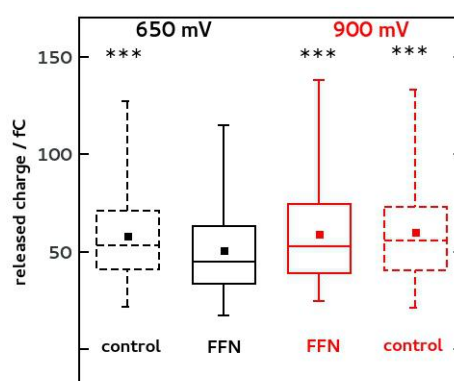 650 mV 900 mV
*** *** ***
150
100
50
released charge / fC
control FFN FFN control